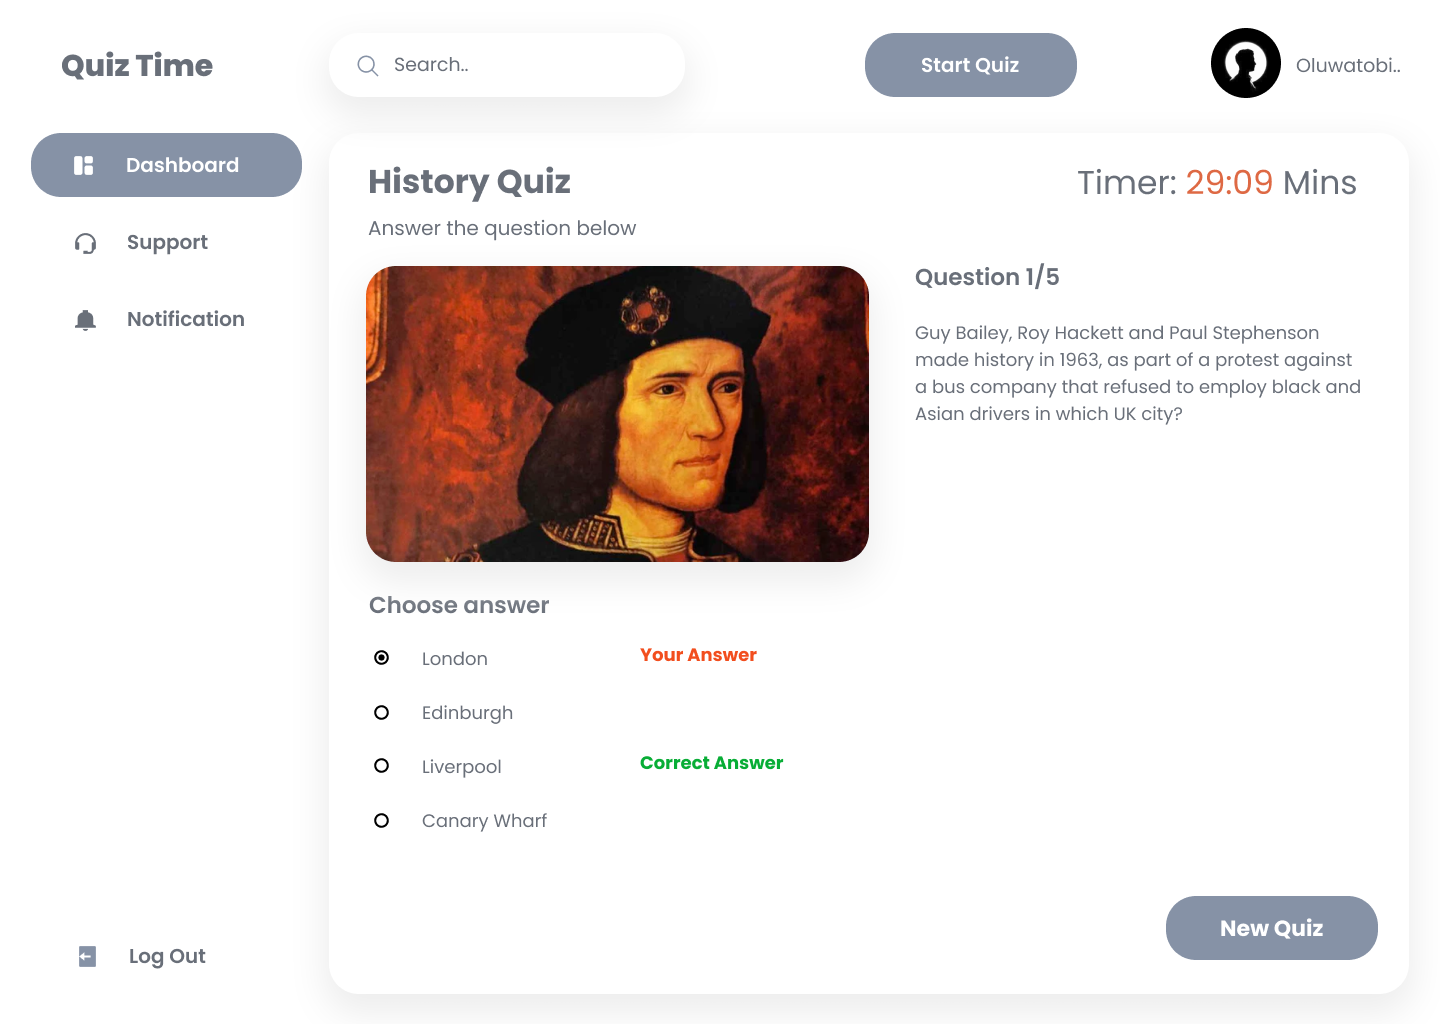 Quiz Time
Search..
Start Quiz
Oluwatobi..
Dashboard
Support
Notification
Log Out
History Quiz
Timer: 29:09 Mins
Answer the question below
Question 1/5
Guy Bailey, Roy Hackett and Paul Stephenson
made history in 1963, as part of a protest against
a bus company that refused to employ black and
Asian drivers in which UK city?
Choose answer
London Your Answer
Edinburgh
Liverpool Correct Answer
Canary Wharf
New Quiz